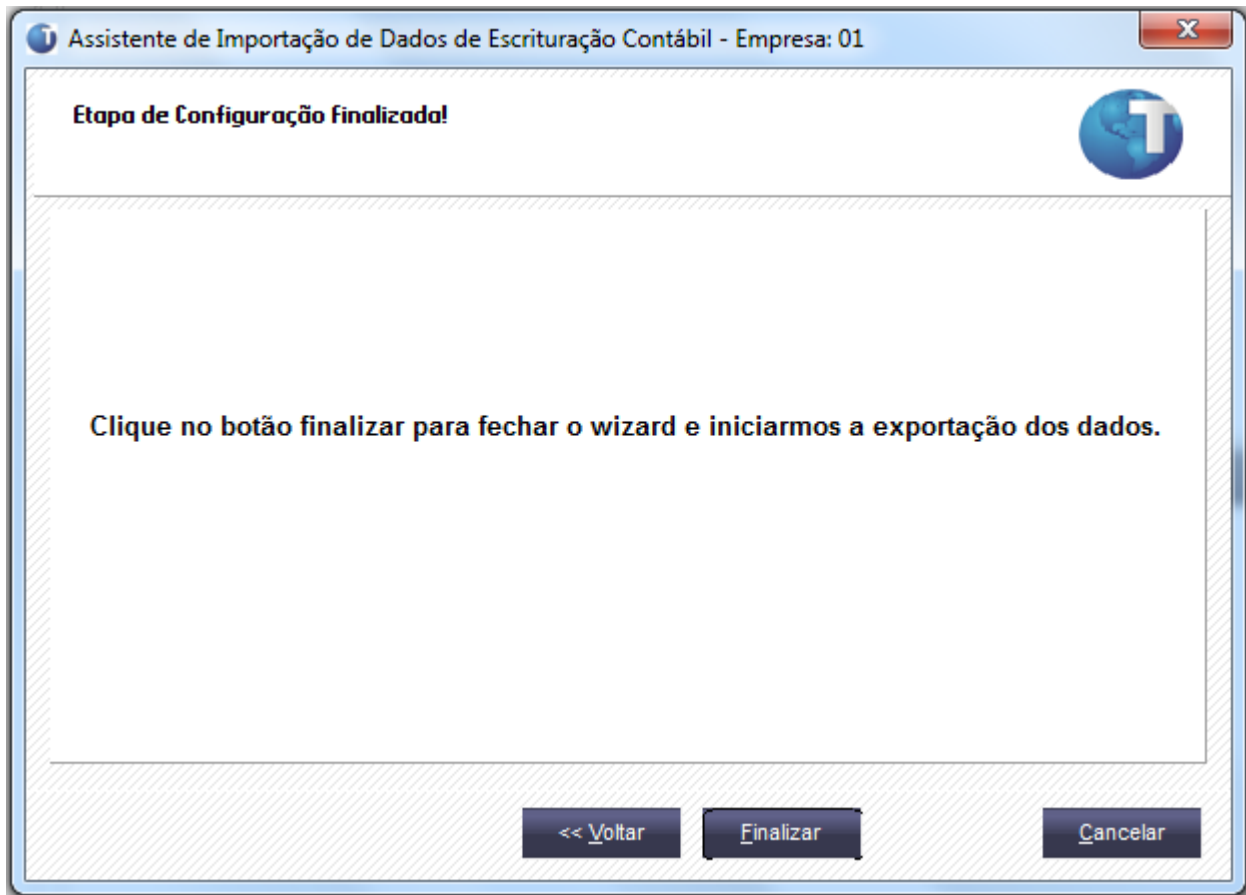 Assistente de Importação de Dados de Escrituração Contábil - Empresa: 01
Etapa de Configuração Finalizada!
T
Clique no botão finalizar para fechar o wizard e iniciarmos a exportação dos dados.
<< Voltar
Finalizar
Cancelar